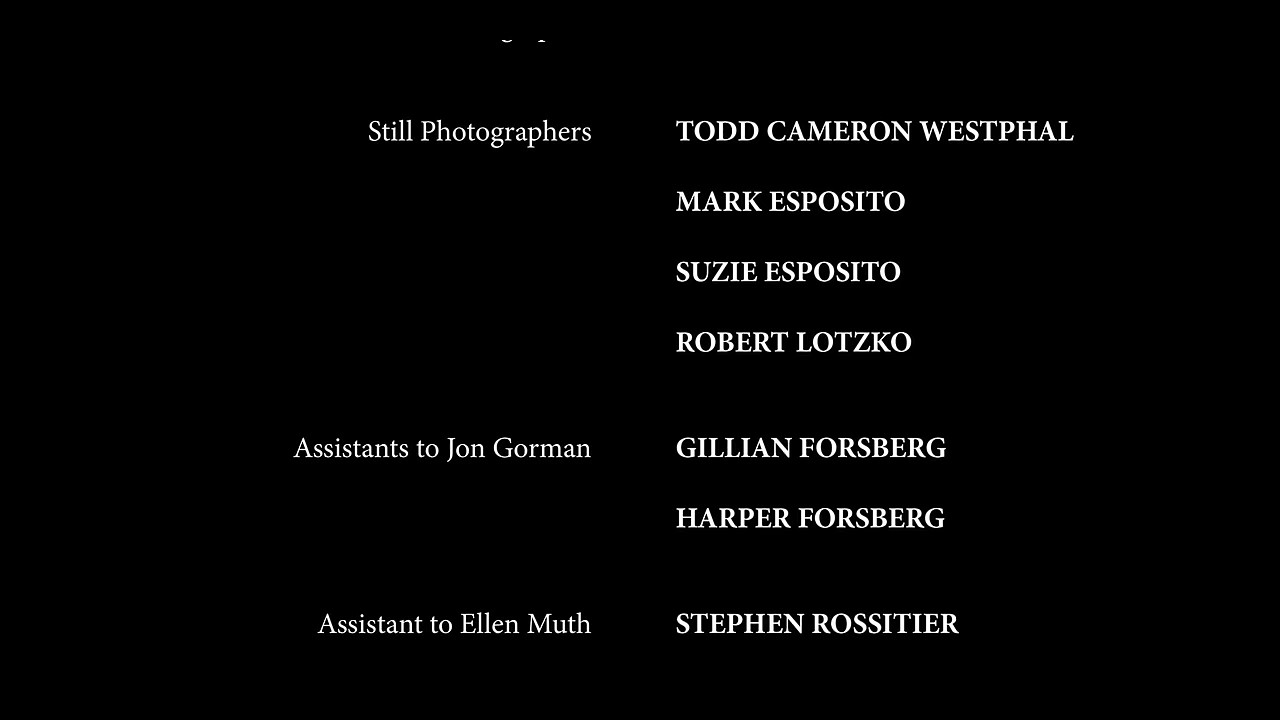 Still Photographers TODD CAMERON WESTPHAL
MARK ESPOSITO
SUZIE ESPOSITO
ROBERT LOTZKO
Assistants to Jon Gorman GILLIAN FORSBERG
HARPER FORSBERG
Assistant to Ellen Muth STEPHEN ROSSITIER